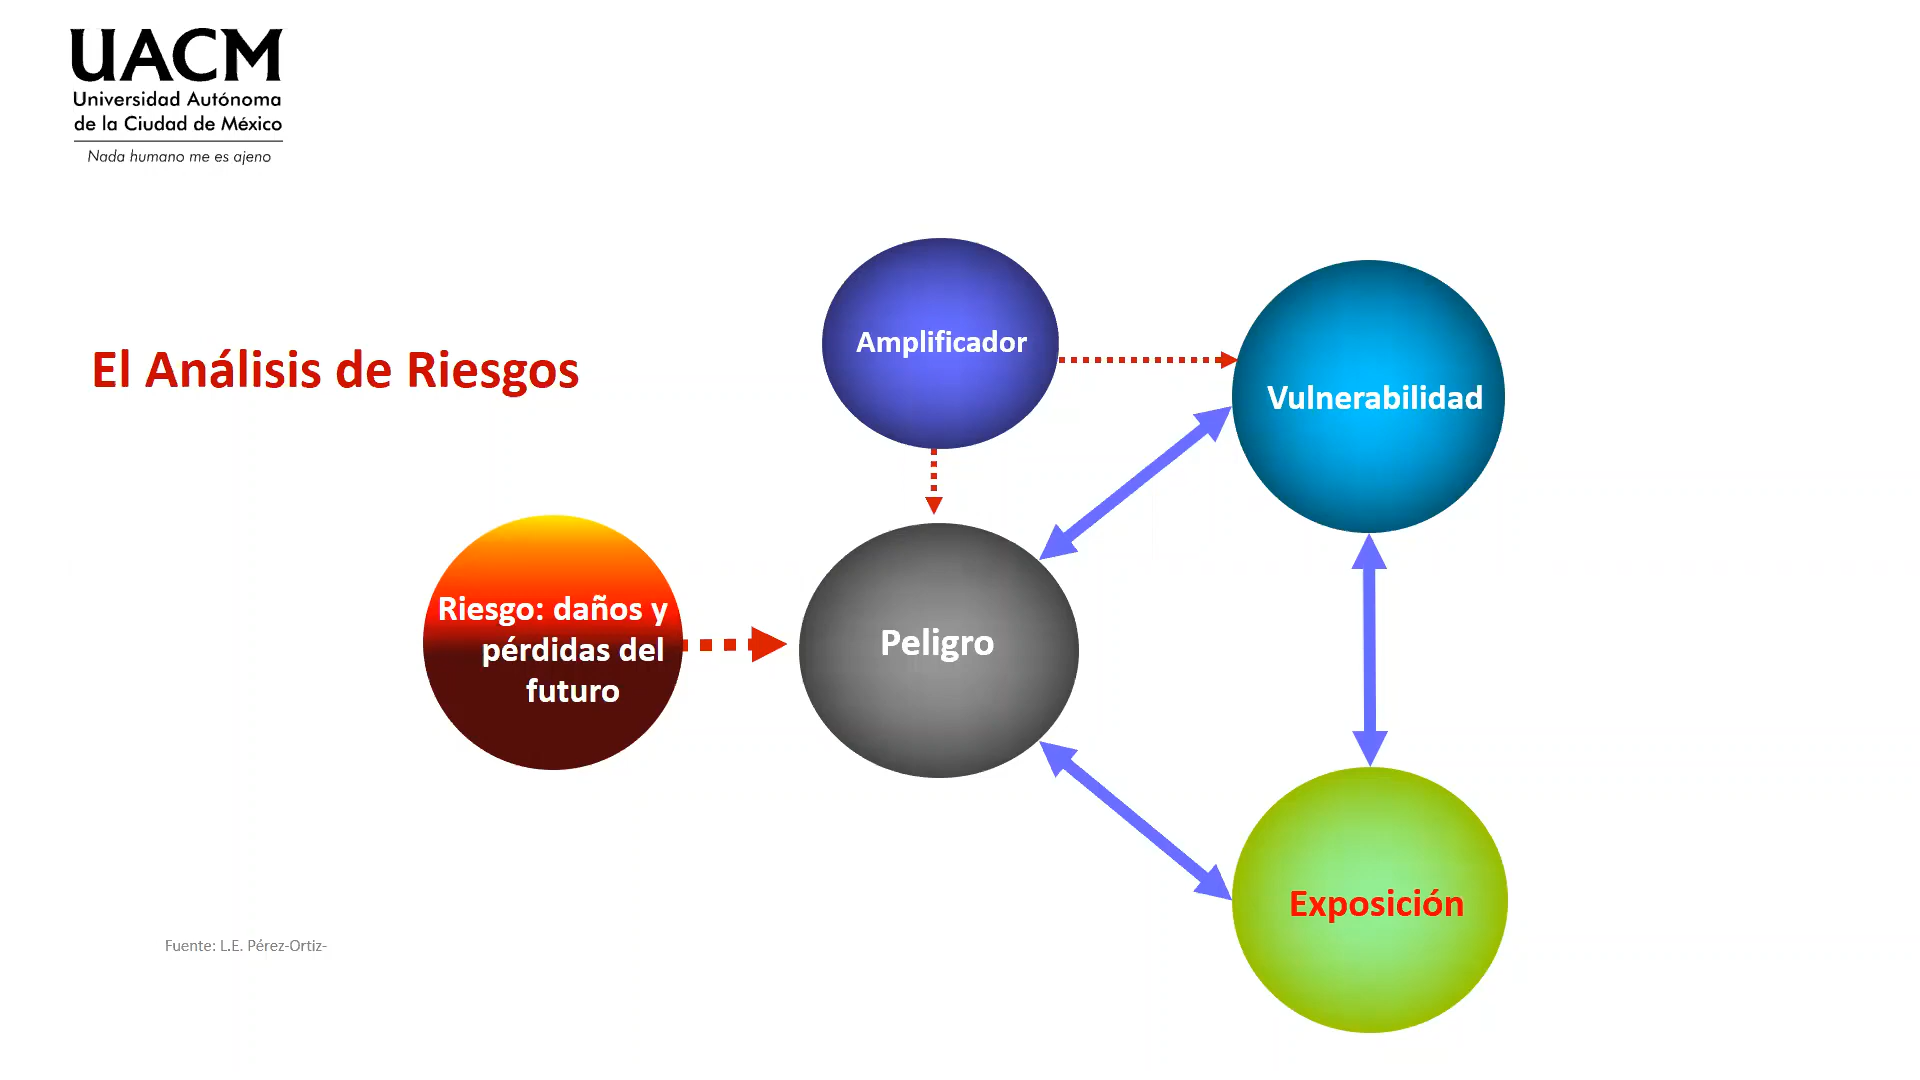 UACM
Universidad Autónoma
de la Ciudad de México
Nada humano me es ajeno
El Análisis de Riesgos
Amplificador
Vulnerabilidad
Riesgo: daños y
pérdidas del
futuro
Peligro
Exposición
Fuente: L.E. Pérez-Ortiz-